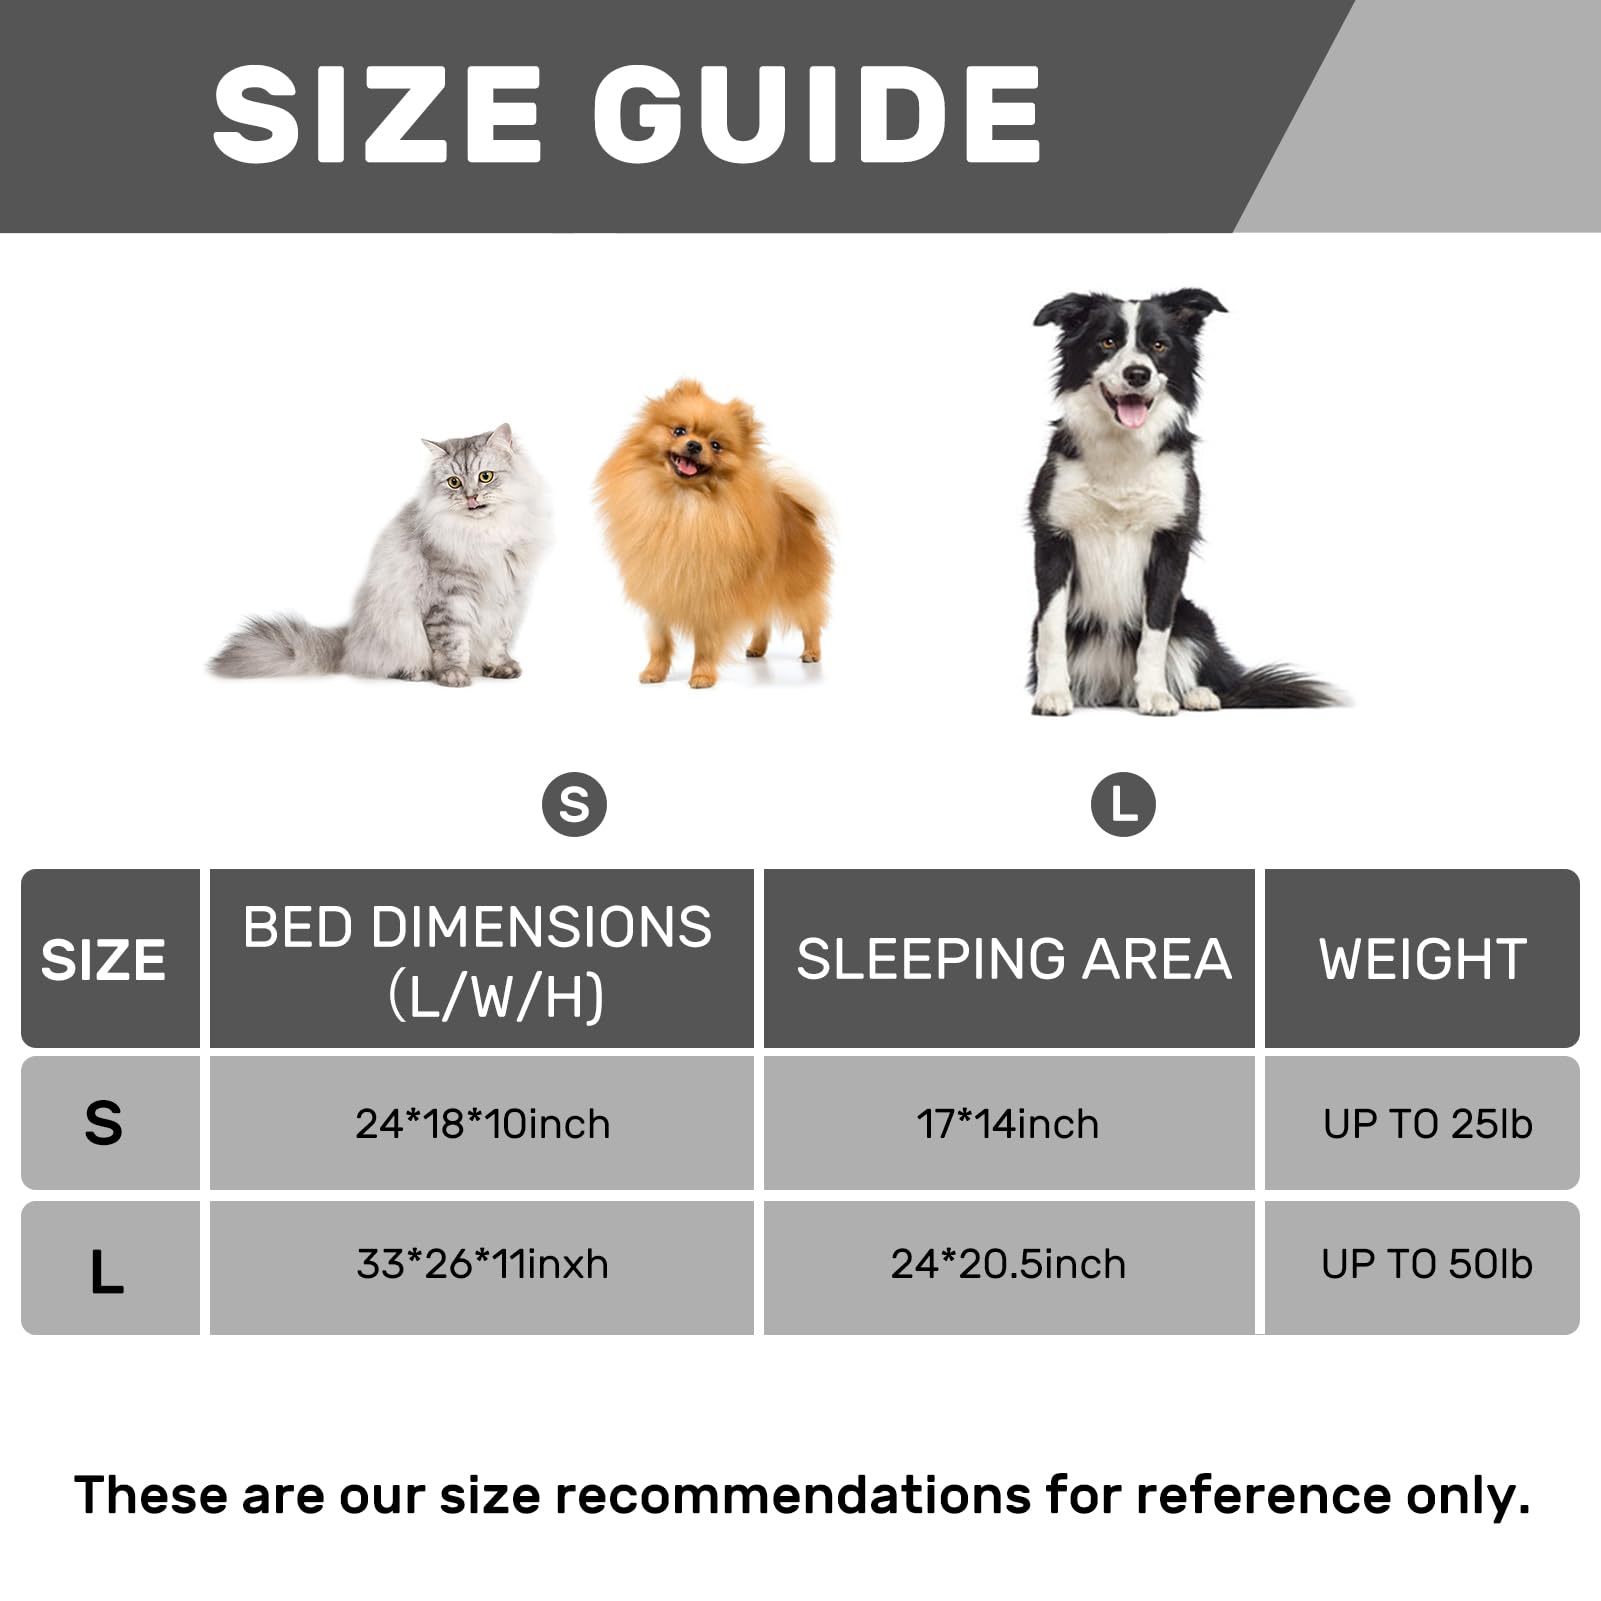 SIZE GUIDE
S
L
SIZE
BED DIMENSIONS
(L/W/H)
SLEEPING AREA
WEIGHT
S
24*18*10inch
17*14inch
UP TO 25lb
L
33*26*11inxh
24*20.5inch
UP TO 50lb
These are our size recommendations for reference only.